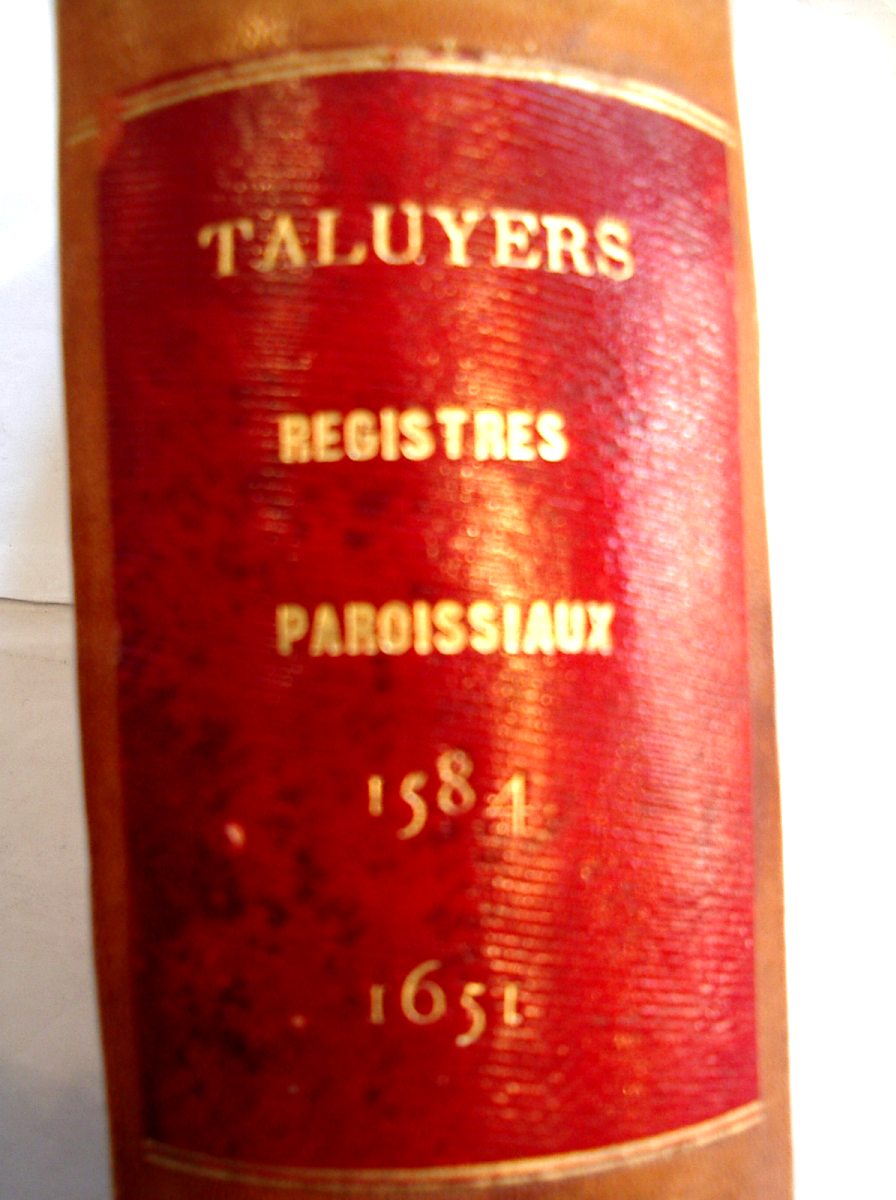 TALUYERS
REGISTRES
PAROISSIAUX
1584
1651